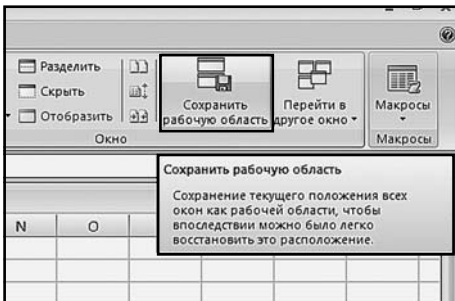 Разделить
Скрыть
Отобразить
Сохранить
рабочую область
Перейти в
другое окно
Макросы
Окно
Макросы
Сохранить рабочую область
Сохранение текущего положения всех
окон как рабочей области, чтобы
впоследствии можно было легко
восстановить это расположение.
N
O